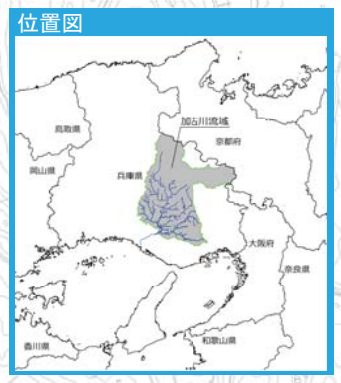 位置図
加古川流域
鳥取県
京都府
岡山県
兵庫県
大阪府
奈良県
和歌山県
香川県